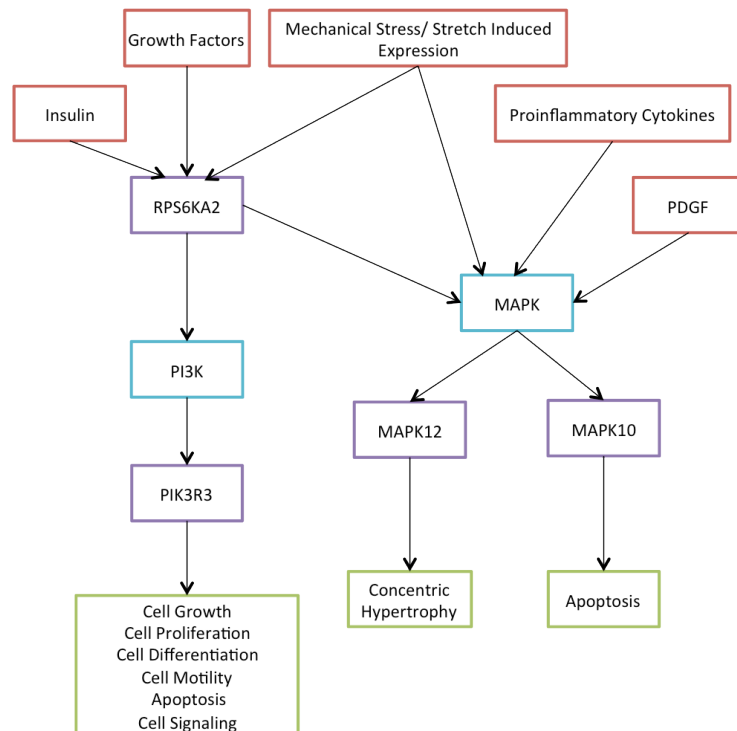 Growth Factors
Mechanical Stress/ Stretch Induced
Expression
Insulin
Proinflammatory Cytokines
RPS6KA2
PDGF
MAPK
PI3K
MAPK12
MAPK10
PIK3R3
Concentric
Hypertrophy
Apoptosis
Cell Growth
Cell Proliferation
Cell Differentiation
Cell Motility
Apoptosis
Cell Signaling